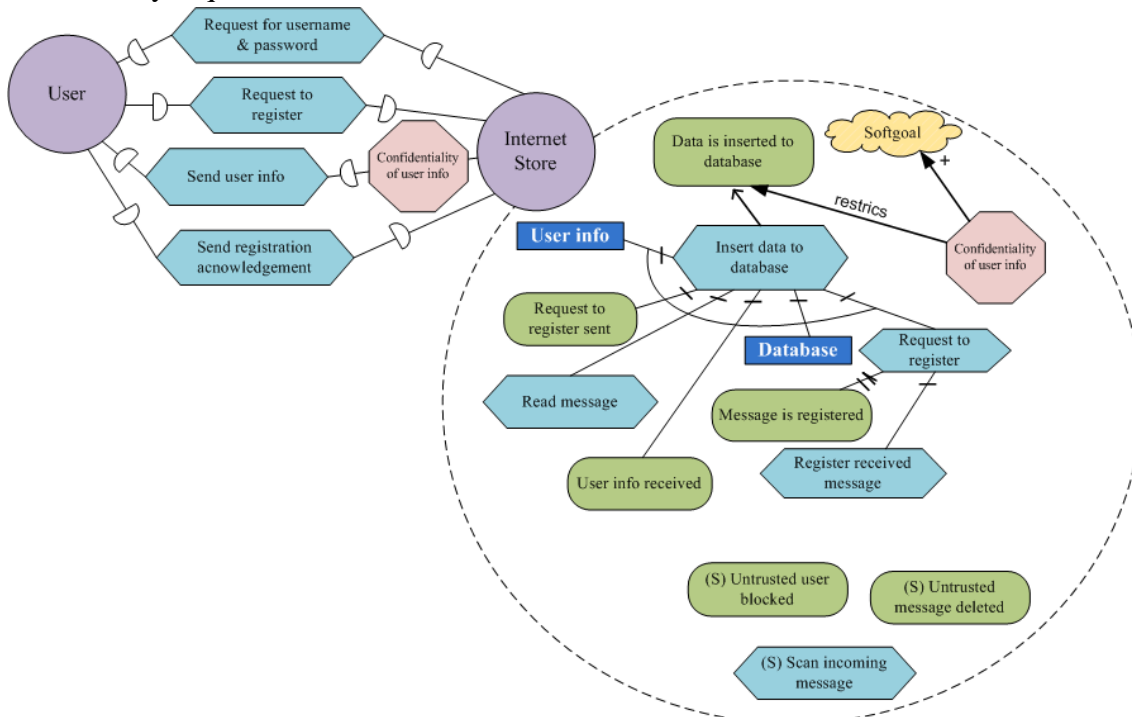 Request for username
& password
User
Request to
register
Internet
Store
Confidentiality
of user info
Send user info
Send registration
acnowledgement
Data is inserted to
database
Softgoal
+
restrics
User info
Insert data to
database
Confidentiality
of user info
Request to
register sent
Database
Request to
register
Read message
Message is registered
User info received
Register received
message
(S) Untrusted user
blocked
(S) Untrusted
message deleted
(S) Scan incoming
message